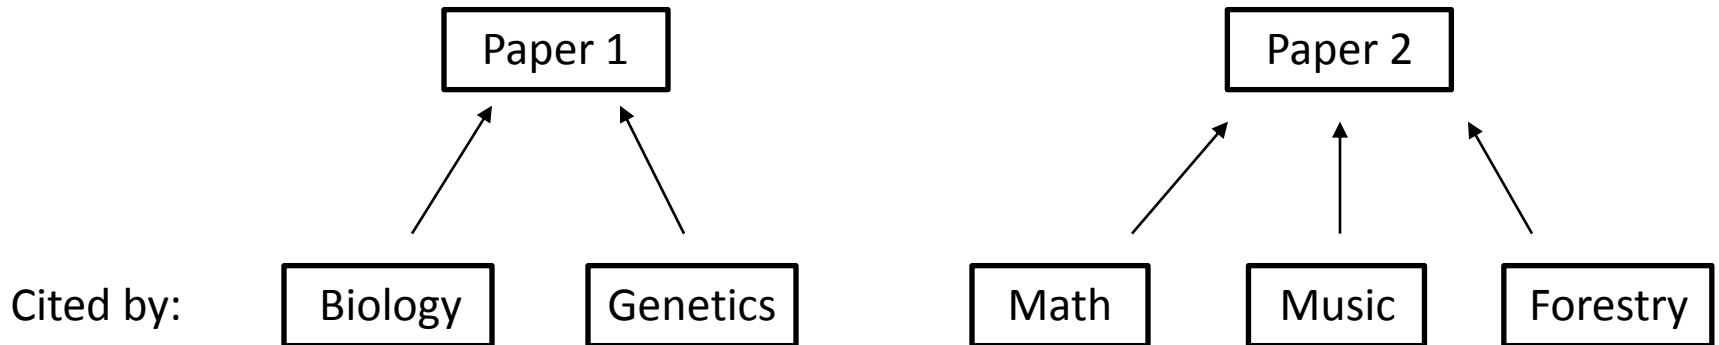 Paper 1
Paper 2
Cited by:
Biology
Genetics
Math
Music
Forestry